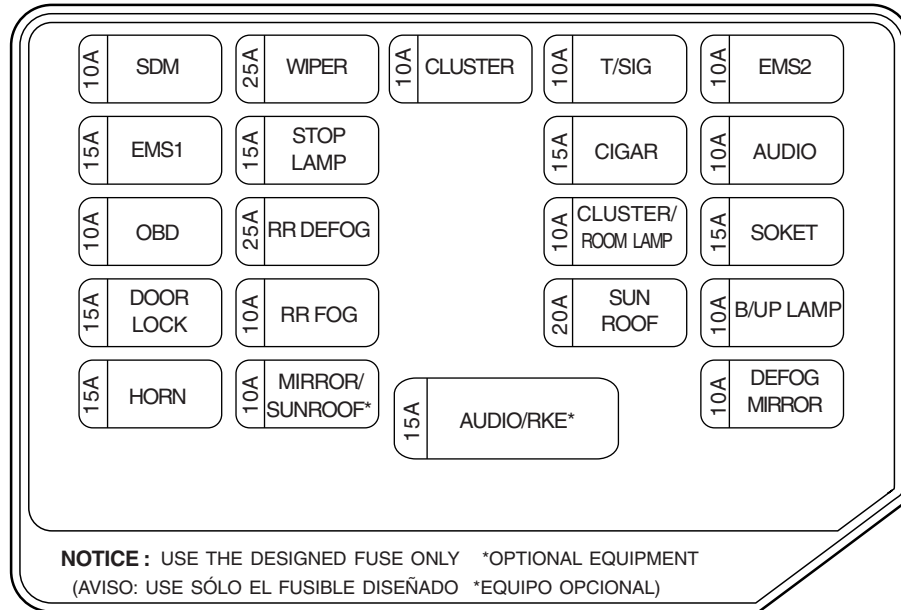 10A SDM
25A WIPER
10A CLUSTER
10A T/SIG
10A EMS2
15A EMS1
15A STOP
LAMP
15A CIGAR
10A AUDIO
10A OBD
25A RR DEFOG
10A CLUSTER/
ROOM LAMP
15A SOKET
15A DOOR
LOCK
10A RR FOG
20A SUN
ROOF
10A B/UP LAMP
15A HORN
10A MIRROR/
SUNROOF*
15A AUDIO/RKE*
10A DEFOG
MIRROR
NOTICE : USE THE DESIGNED FUSE ONLY *OPTIONAL EQUIPMENT
(AVISO: USE SÓLO EL FUSIBLE DISEÑADO *EQUIPO OPCIONAL)